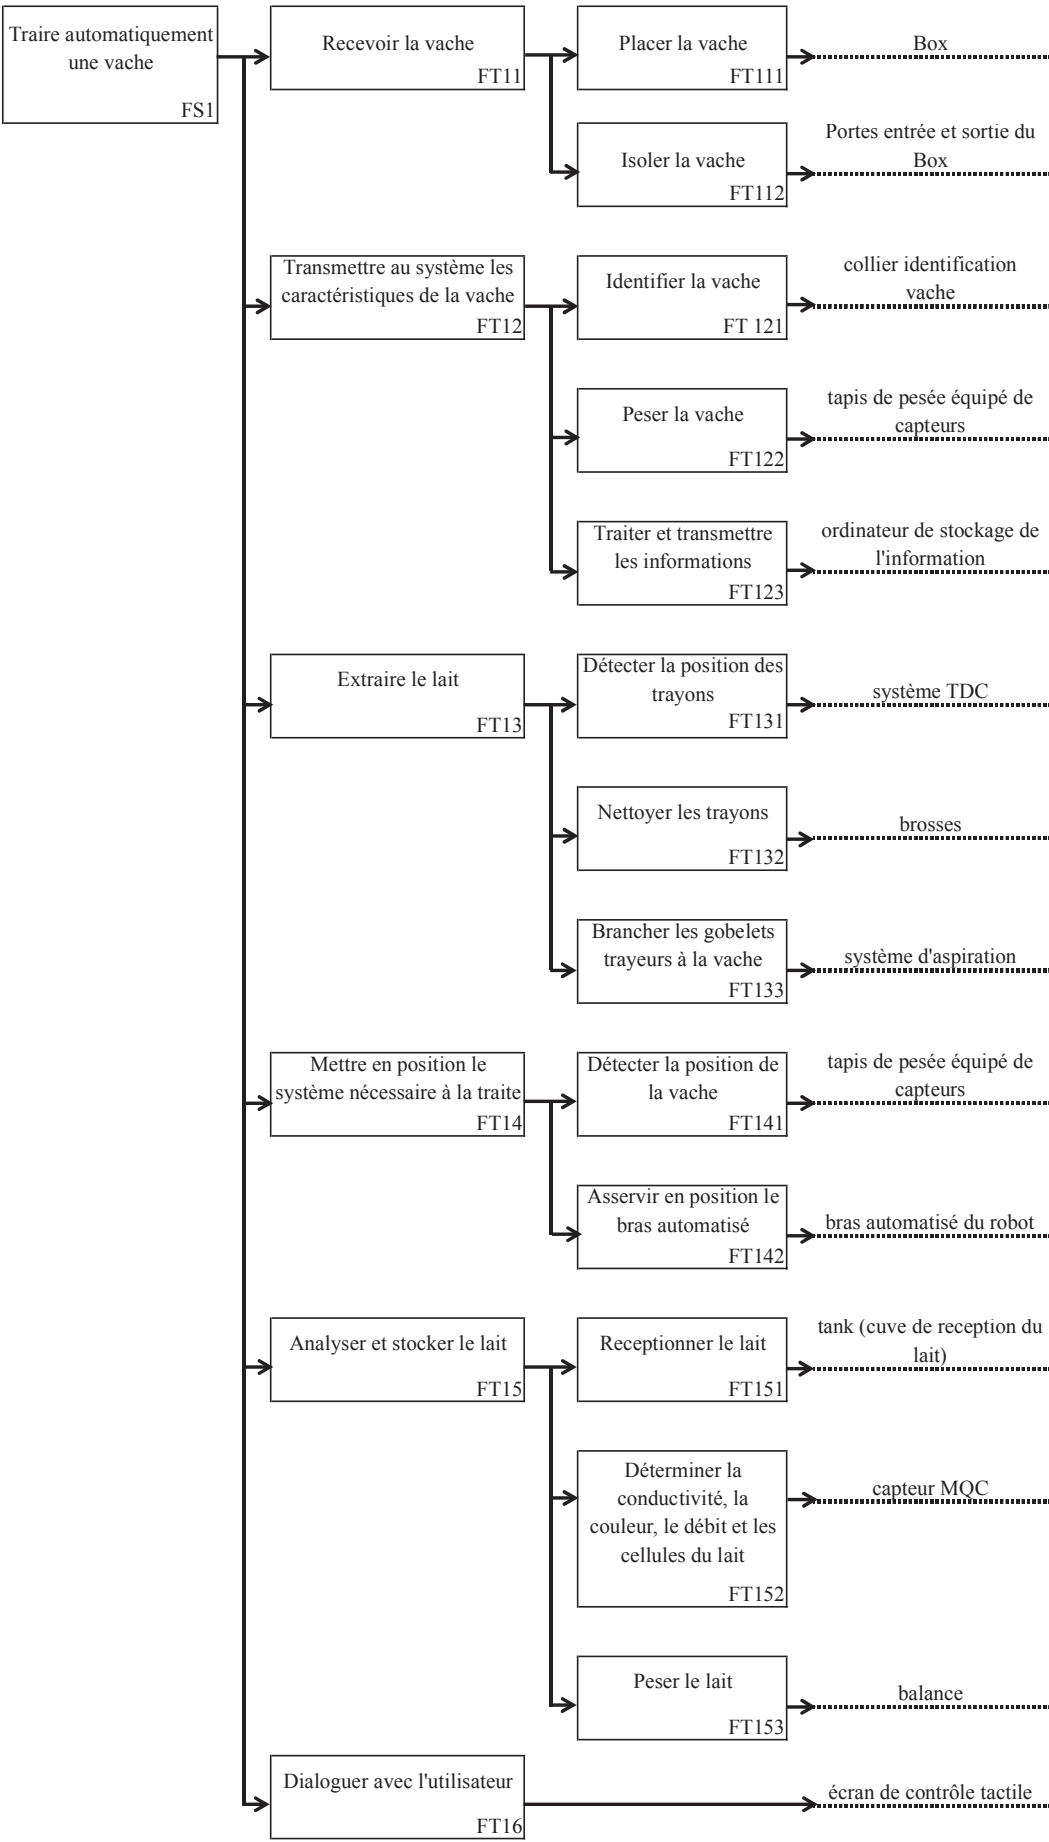 Traire automatiquement
une vache
FS1
Recevoir la vache
FT11
Placer la vache
FT111
Box
Isoler la vache
FT112
Portes entrée et sortie du
Box
Transmettre au système les
caractéristiques de la vache
FT12
Identifier la vache
FT 121
collier identification
vache
Peser la vache
FT122
tapis de pesée équipé de
capteurs
Traiter et transmettre
les informations
FT123
ordinateur de stockage de
l'information
Extraire le lait
FT13
Détecter la position des
trayons
FT131
système TDC
Nettoyer les trayons
FT132
brosses
Brancher les gobelets
trayeurs à la vache
FT133
système d'aspiration
Mettre en position le
système nécessaire à la traite
FT14
Détecter la position de
la vache
FT141
tapis de pesée équipé de
capteurs
Asservir en position le
bras automatisé
FT142
bras automatisé du robot
Analyser et stocker le lait
FT15
Receptionner le lait
FT151
tank (cuve de reception du
lait)
Déterminer la
conductivité, la
couleur, le débit et les
cellules du lait
FT152
capteur MQC
Peser le lait
FT153
balance
Dialoguer avec l'utilisateur
FT16
écran de contrôle tactile